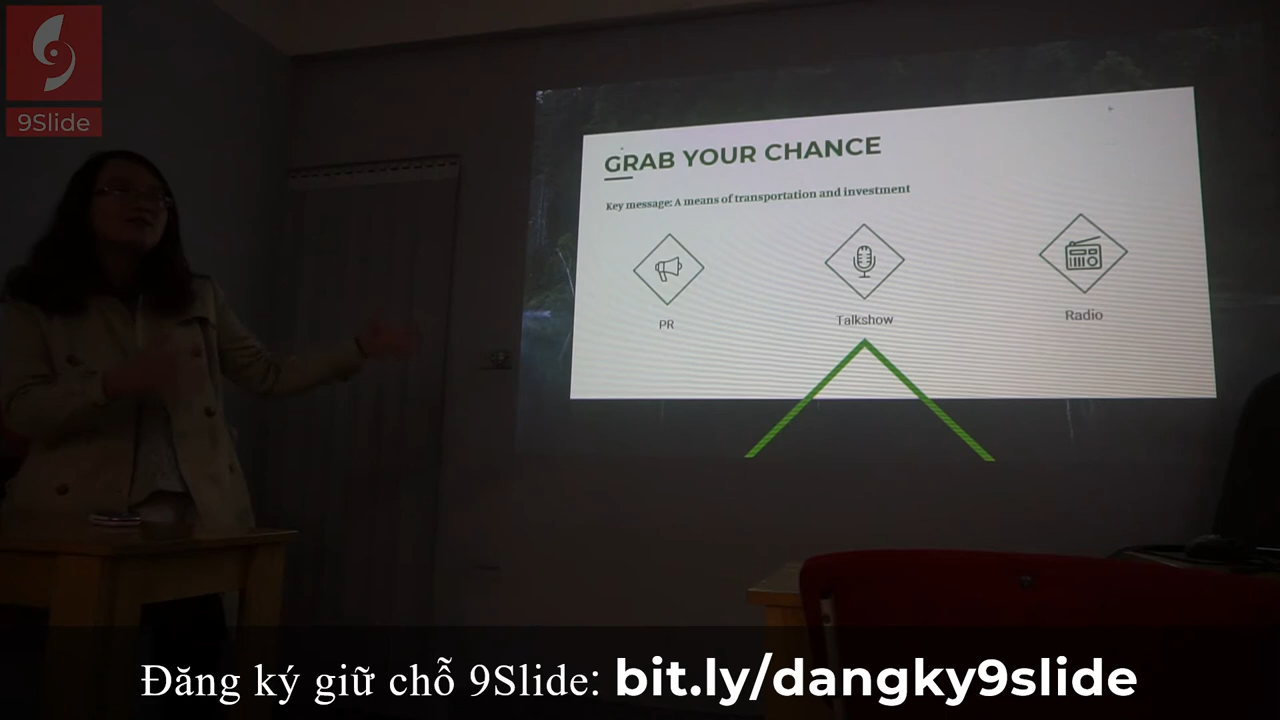 9Slide
GRAB YOUR CHANCE
Key message: A means of transportation and investment
PR
Talkshow
Radio
Đăng ký giữ chỗ 9Slide: bit.ly/dangky9slide